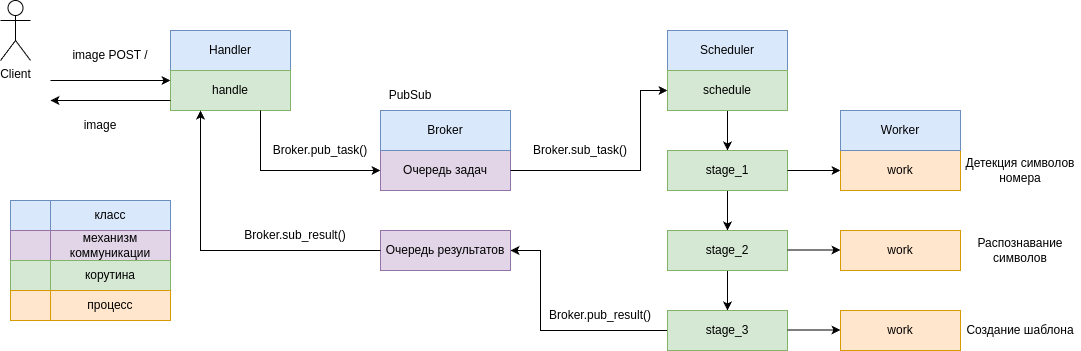 Client
image POST /
image
Handler
handle
PubSub
Broker.pub_task()
Broker
Очередь задач
Broker.sub_task()
Broker.sub_result()
Очередь результатов
Broker.pub_result()
Scheduler
schedule
stage_1
stage_2
stage_3
Worker
work
Детекция символов
номера
work
Распознавание
символов
work
Создание шаблона
класс
механизм
коммуникации
корутина
процесс